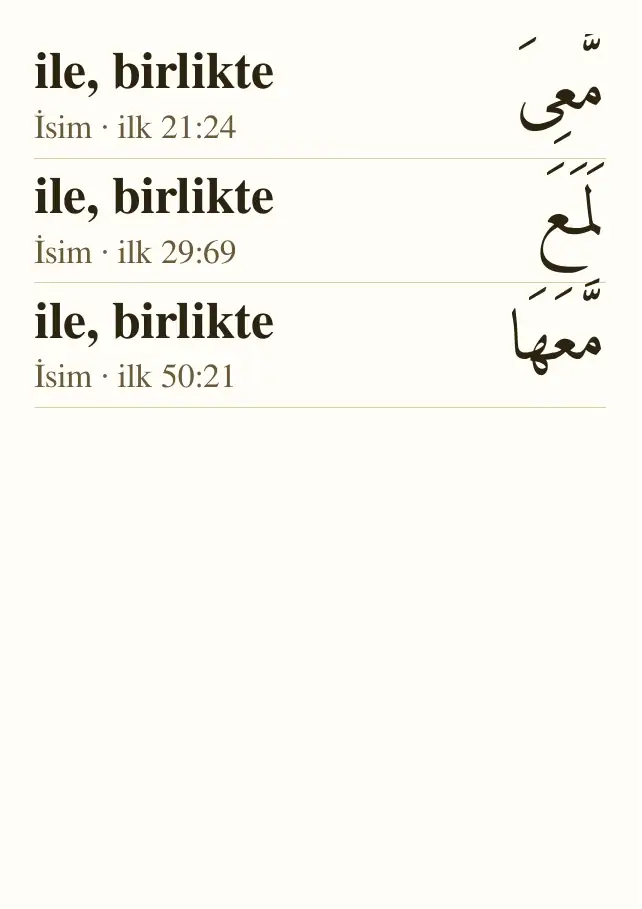 ile, birlikte مَّعِىَ
İsim · ilk 21:24
ile, birlikte لَمَعَ
İsim · ilk 29:69
ile, birlikte مَّعَهَا
İsim · ilk 50:21